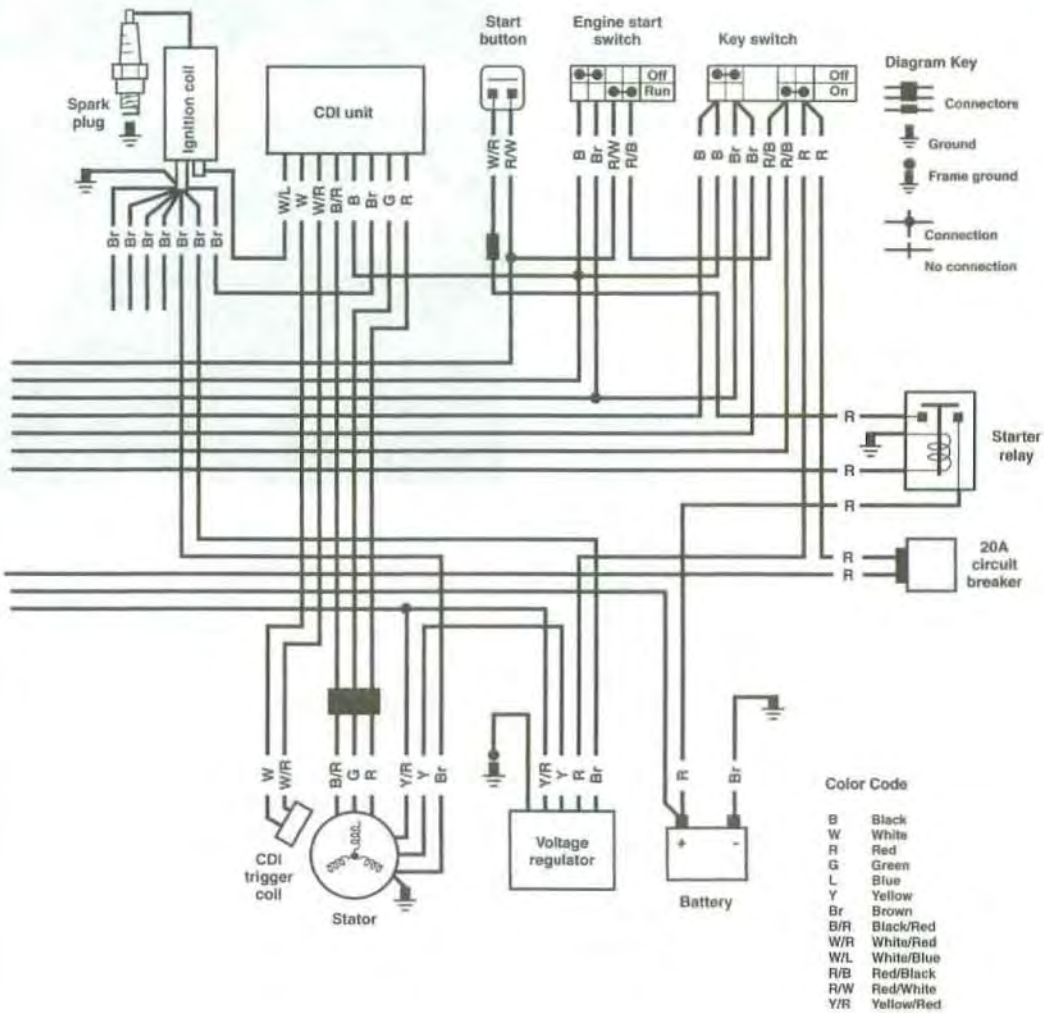 Start
button
Engine start
switch
Key switch
Off
Run
Off
On
Diagram Key
Connectors
Ground
Frame ground
Connection
No connection
Spark
plug
Ignition coil
CDI unit
W/R
R/W
B
Br
R/W
R/B
B
B
Br
Br
R/B
R/B
R
R
W/L
W
W/R
B/R
B
Br
G
R
Br
Br
Br
Br
Br
Br
Br
R
R
R
Starter
relay
R
R
20A
circuit
breaker
W
W/R
B/R
G
R
Y/R
Y
Br
Y/R
Y
R
Br
R
Br
CDI
trigger
coil
Stator
Voltage
regulator
+
-
Battery
Color Code
B Black
W White
R Red
G Green
L Blue
Y Yellow
Br Brown
B/R Black/Red
W/R White/Red
W/L White/Blue
R/B Red/Black
R/W Red/White
Y/R Yellow/Red